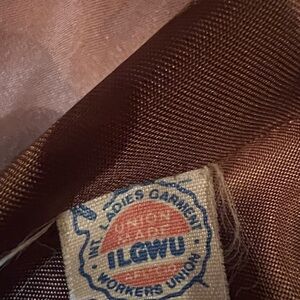 INT'L LADIES GARMENT
UNION
MADE
ILGWU
WORKERS UNION